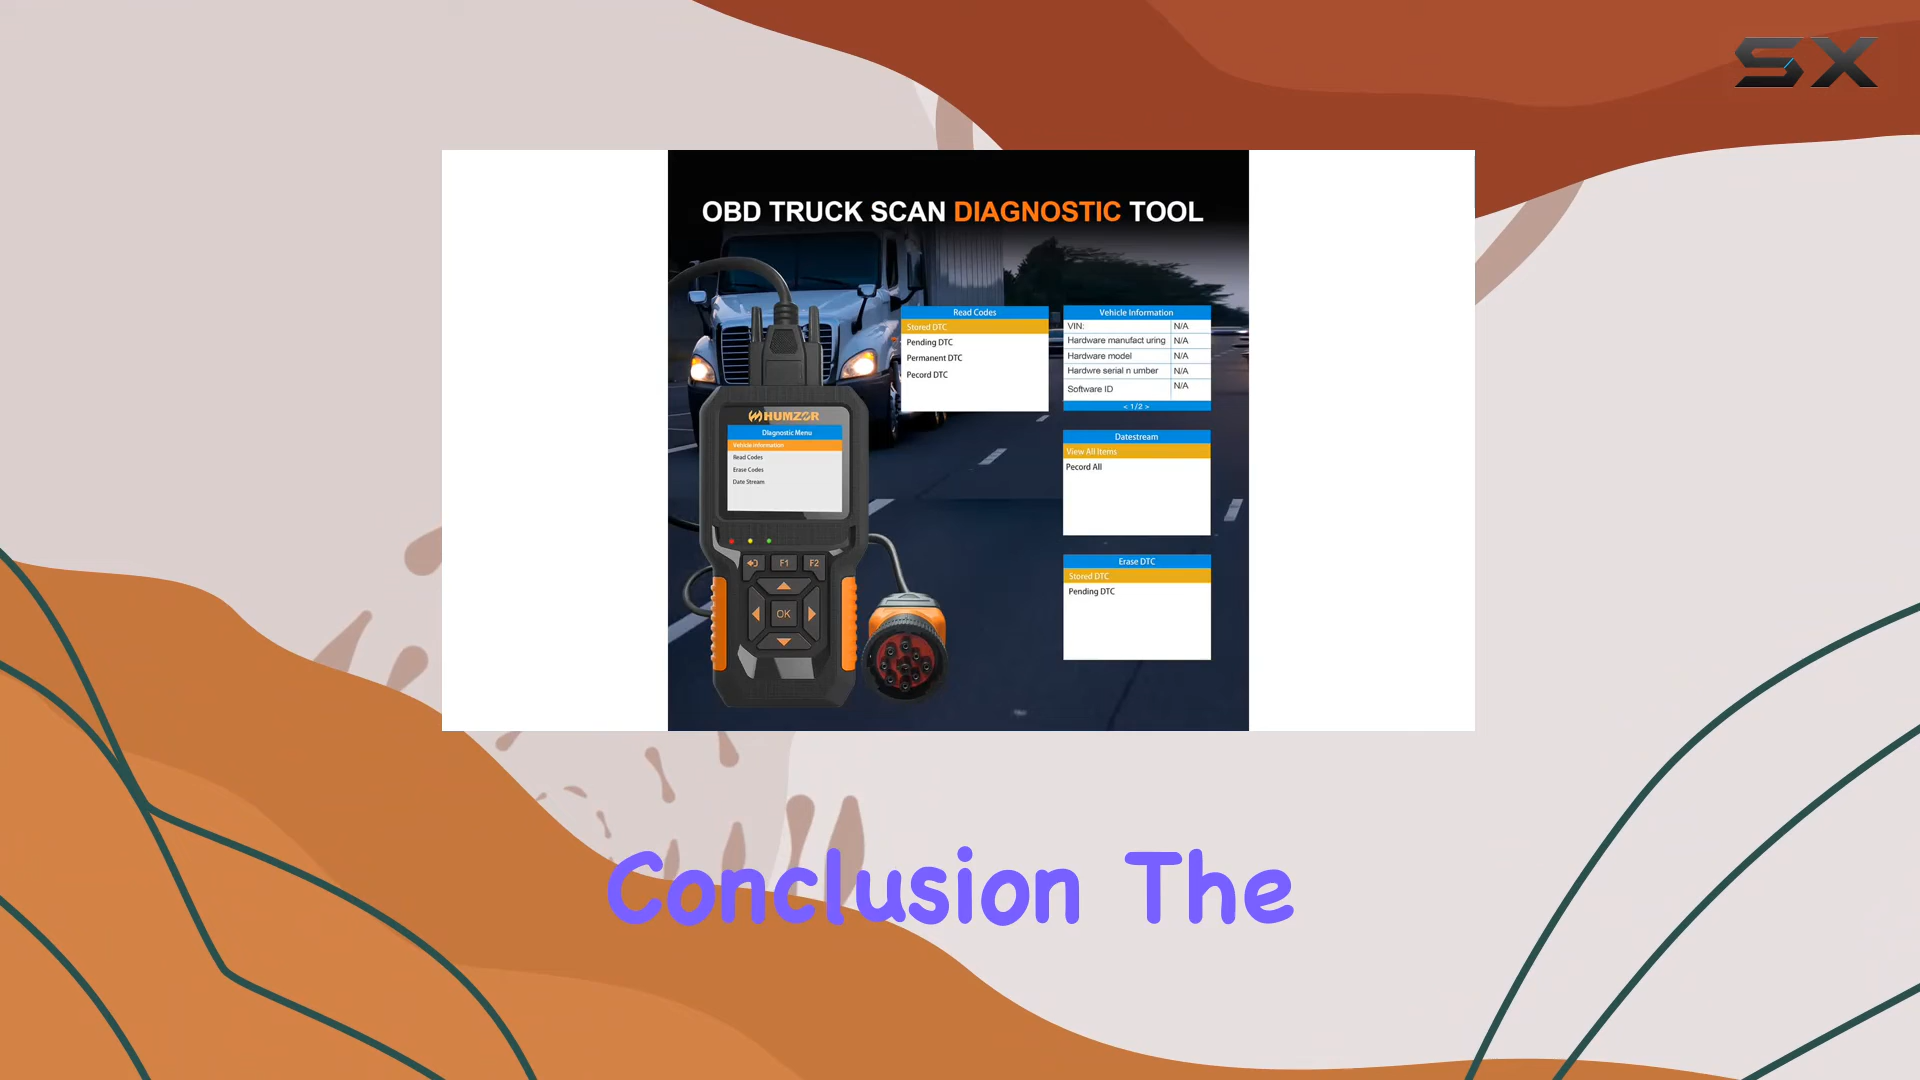 SX
OBD TRUCK SCAN DIAGNOSTIC TOOL
Read Codes
Stored DTC
Pending DTC
Permanent DTC
Pecord DTC
Vehicle Information
VIN: N/A
Hardware manufact uring N/A
Hardware model N/A
Hardwre serial n umber N/A
Software ID N/A
< 1/2 >
HUMZOR
Diagnostic Menu
Vehicle Information
Read Codes
Erase Codes
Date Stream
Datestream
View All Items
Pecord All
F1 F2
OK
Erase DTC
Stored DTC
Pending DTC
Conclusion The